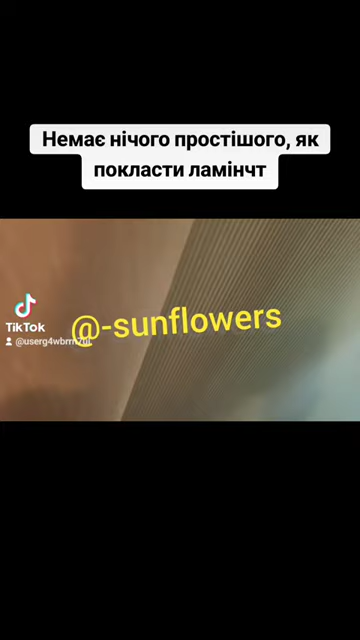 Немає нічого простішого, як
покласти ламінчт
@-sunflowers
TikTok